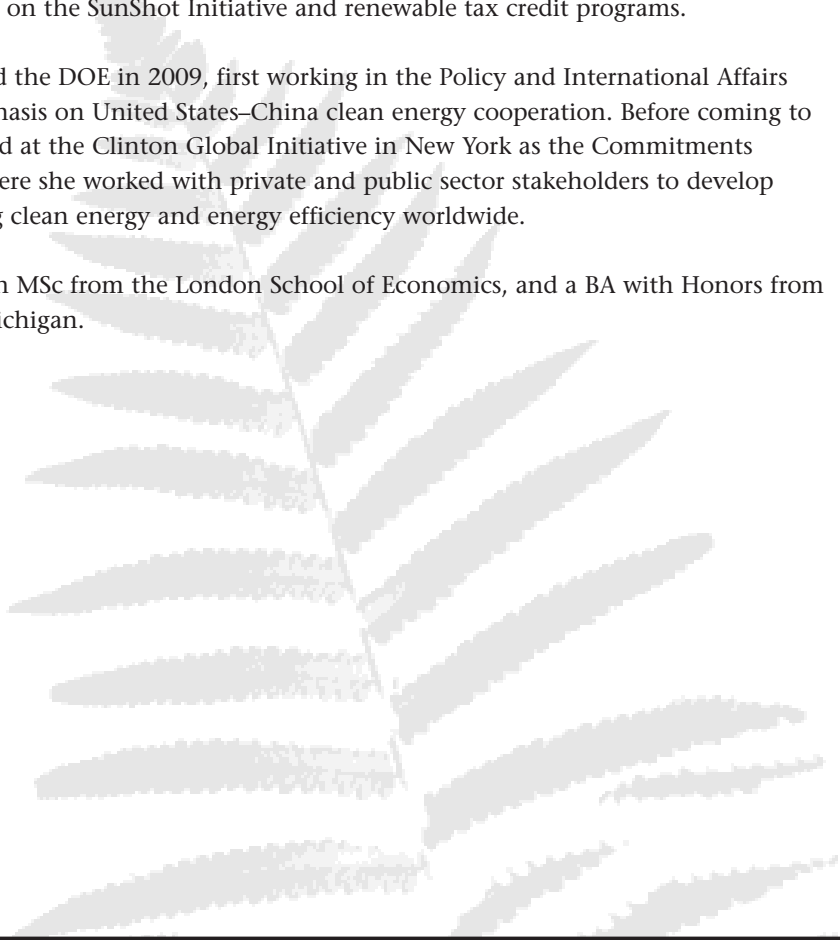 on the SunShot Initiative and renewable tax credit programs.
the DOE in 2009, first working in the Policy and International Affairs
on United States–China clean energy cooperation. Before coming to
at the Clinton Global Initiative in New York as the Commitments
she worked with private and public sector stakeholders to develop
clean energy and energy efficiency worldwide.
MSc from the London School of Economics, and a BA with Honors from